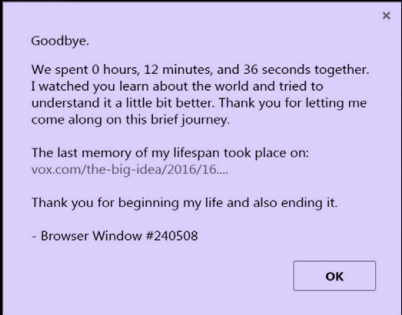 ×
Goodbye.
We spent 0 hours, 12 minutes, and 36 seconds together.
I watched you learn about the world and tried to
understand it a little bit better. Thank you for letting me
come along on this brief journey.
The last memory of my lifespan took place on:
vox.com/the-big-idea/2016/16....
Thank you for beginning my life and also ending it.
- Browser Window #240508
OK